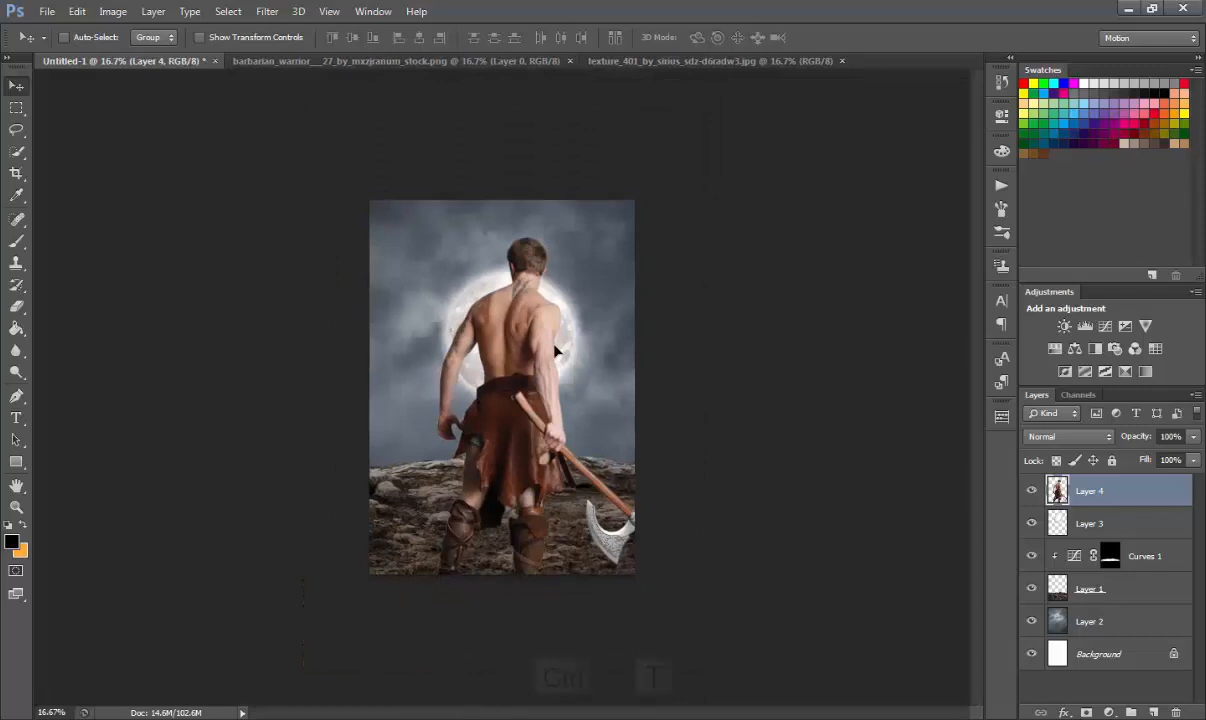 Ps File Edit Image Layer Type Select Filter 3D View Window Help
Auto-Select: Group Show Transform Controls 3D Mode: Motion
Untitled-1 @ 16.7% (Layer 4, RGB/8) * × barbarian_warrior___27_by_mxzjranum_stock.png @ 16.7% (Layer 0, RGB/8) × texture_401_by_sirius_sdz-d6radw3.jpg @ 16.7% (RGB/8) ×
Swatches
Adjustments
Add an adjustment
Layers Channels
Kind
Normal Opacity: 100%
Lock: Fill: 100%
Layer 4
Layer 3
Curves 1
Layer 1
Layer 2
Background
Ctrl T
16.67% Doc: 14.6M/102.6M